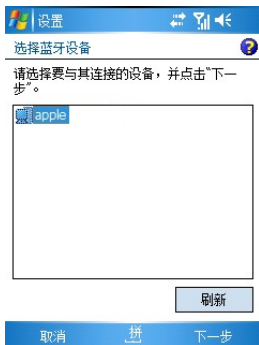 设置
选择蓝牙设备
请选择要与其连接的设备，并点击"下一
步"。
apple
刷新
取消 拼 下一步